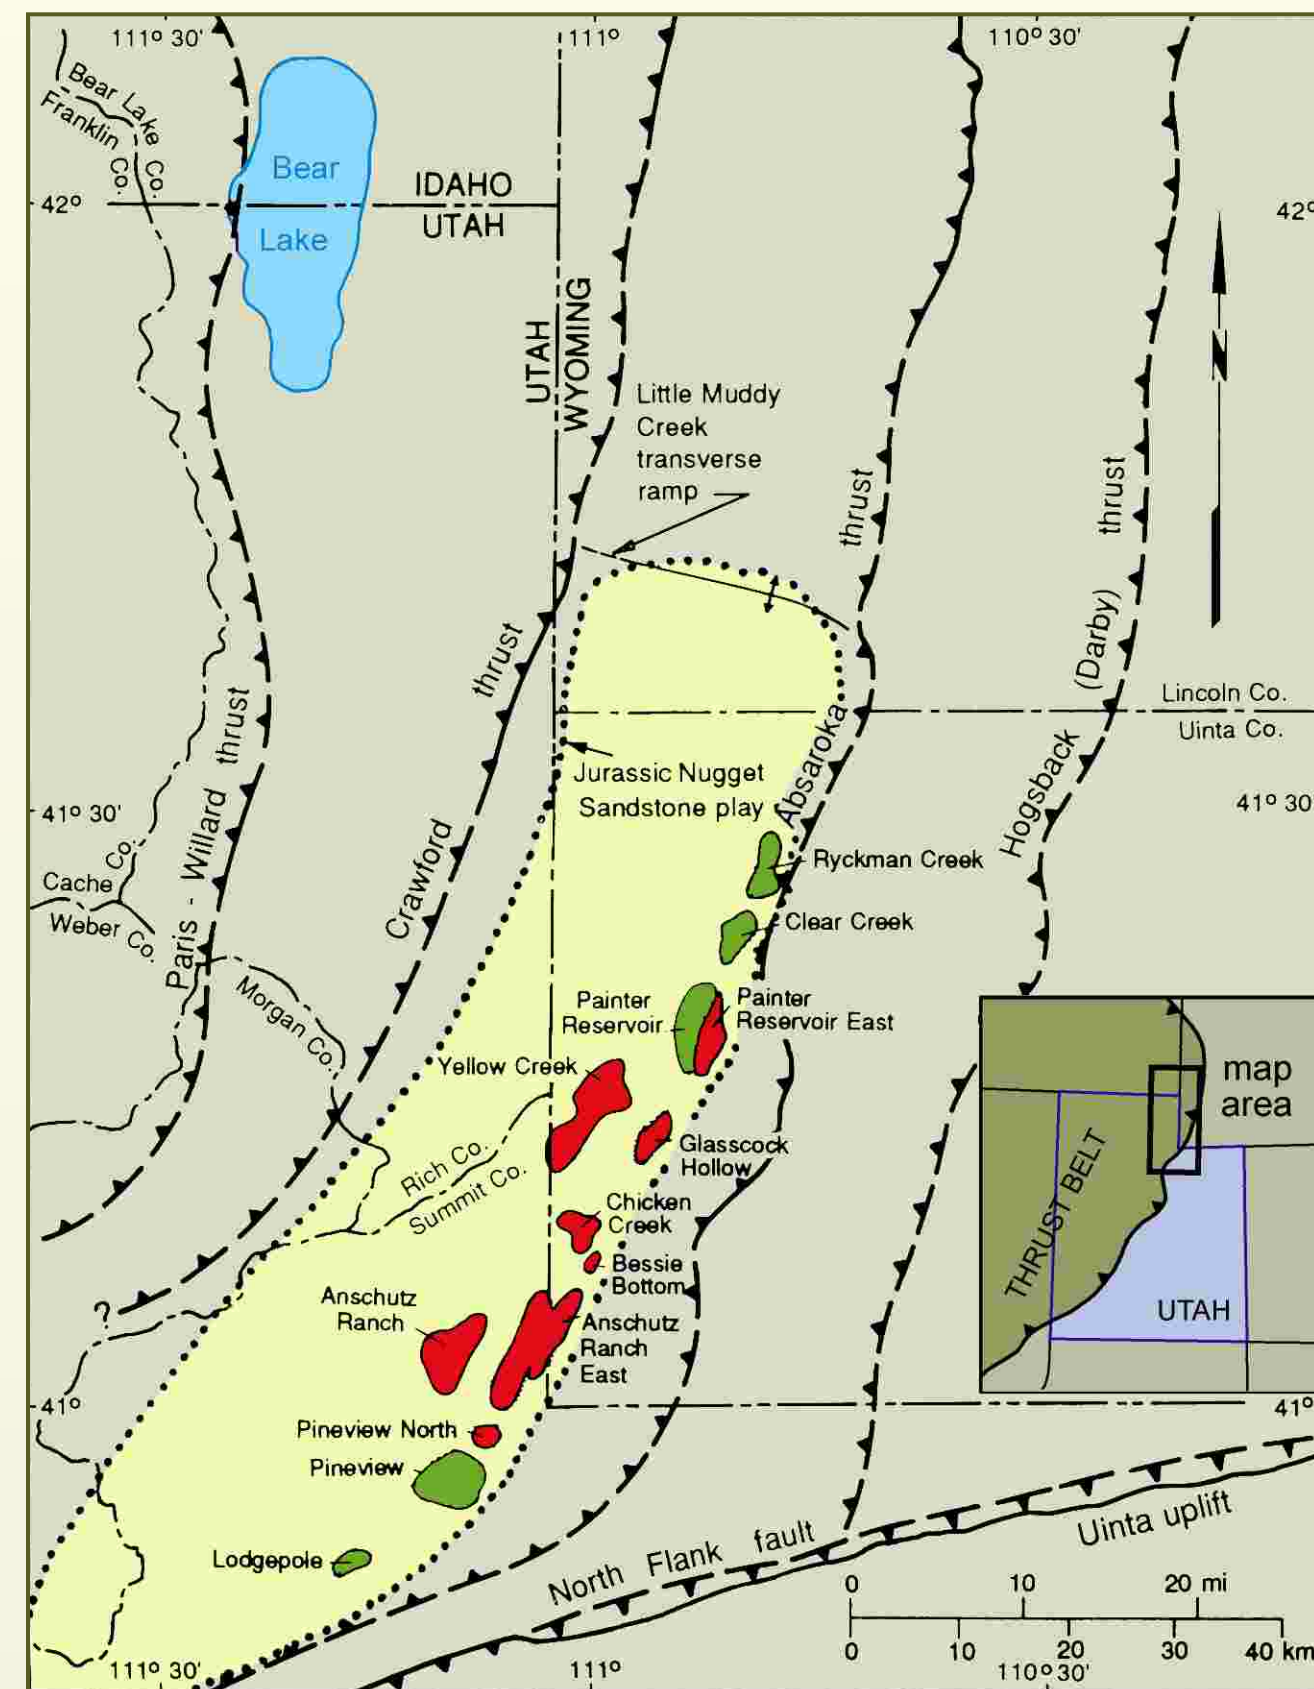 111° 30'
111°
110° 30'
Bear Lake Co.
Franklin Co.
Bear
Lake
IDAHO
UTAH
42°
42°
UTAH
WYOMING
N
Little Muddy
Creek
transverse
ramp
thrust
thrust
(Darby)
Hogsback
Lincoln Co.
Uinta Co.
thrust
Crawford
Paris - Willard thrust
Absaroka
Jurassic Nugget
Sandstone play
41° 30'
41° 30
Ryckman Creek
Clear Creek
Cache Co.
Weber Co.
Morgan Co.
Painter
Reservoir
Painter
Reservoir East
Yellow Creek
Glasscock
Hollow
Rich Co.
Summit Co.
Chicken
Creek
Bessie
Bottom
Anschutz
Ranch
Anschutz
Ranch
East
?
map
area
THRUST BELT
UTAH
41°
41°
Pineview North
Pineview
Lodgepole
North Flank fault
Uinta uplift
0 10 20 mi
0 10 20 30 40 km
111° 30'
111°
110° 30'